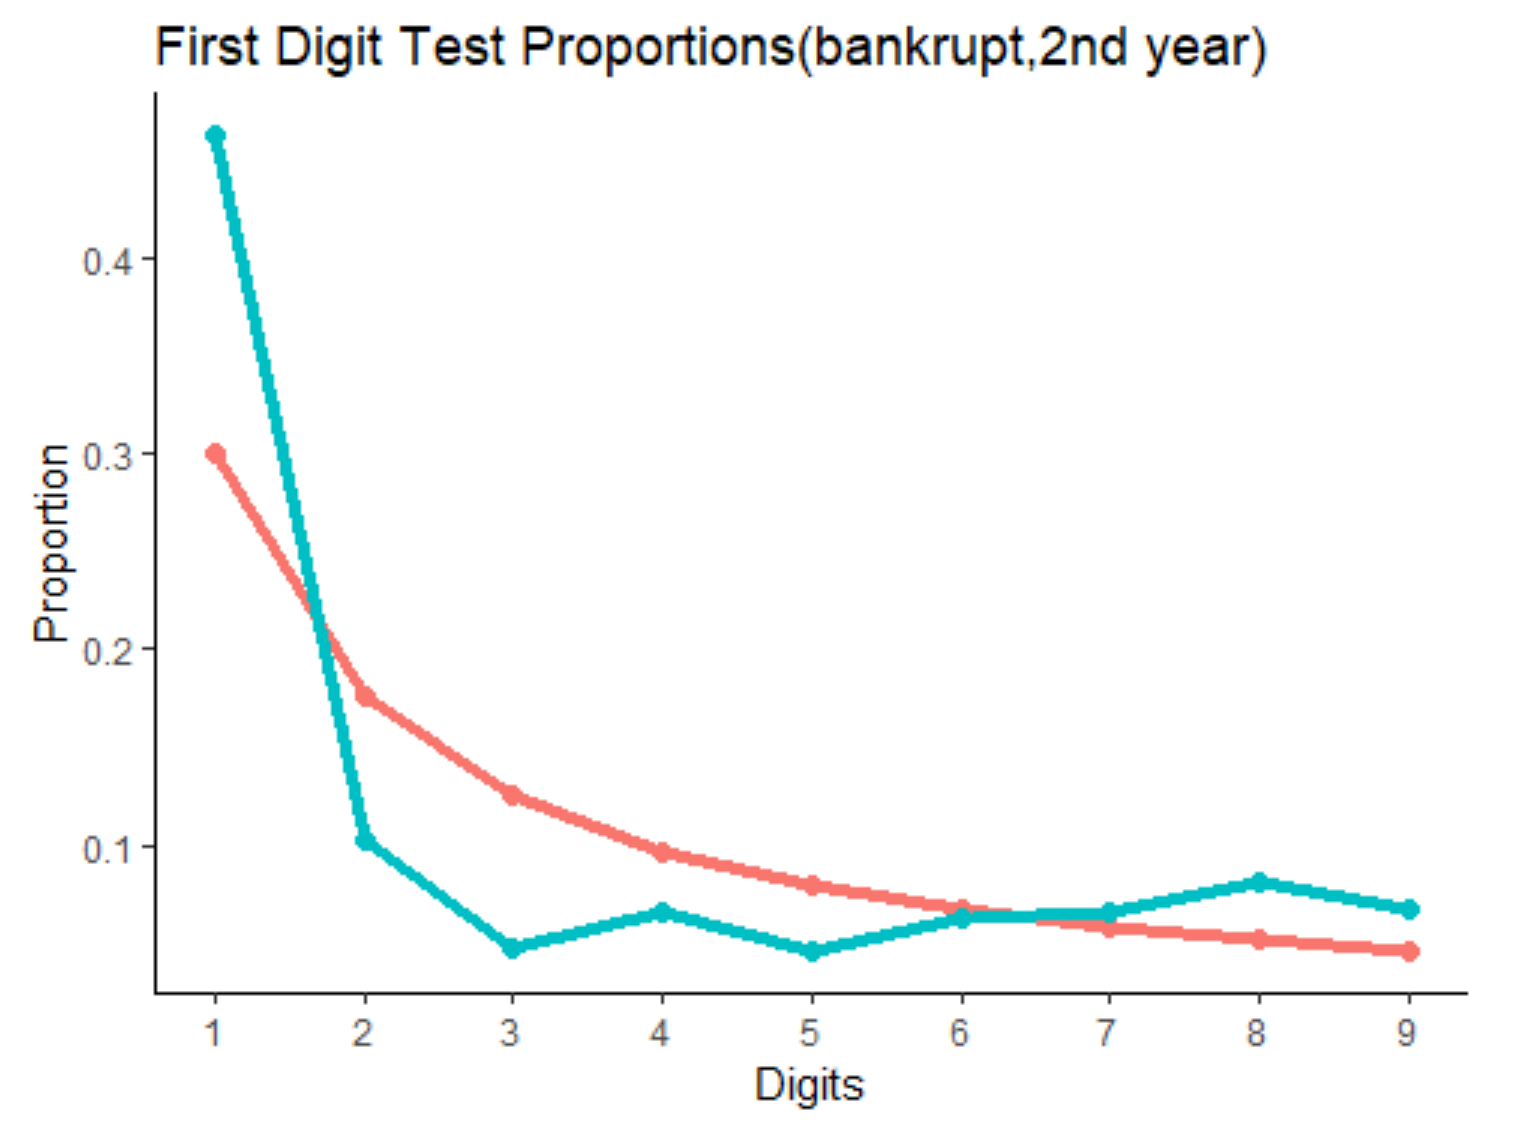 First Digit Test Proportions(bankrupt,2nd year)
Proportion
0.4
0.3
0.2
0.1
1 2 3 4 5 6 7 8 9
Digits